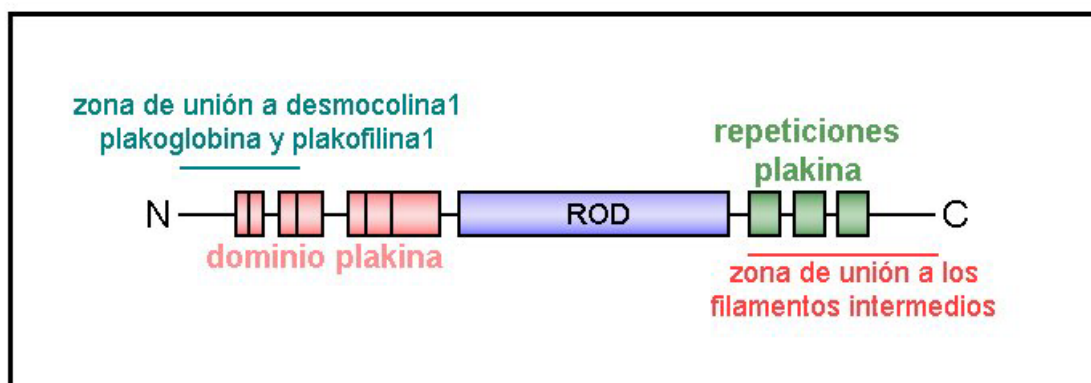 zona de unión a desmocolina1
plakoglobina y plakofilina1
repeticiones
plakina
N
ROD
C
dominio plakina
zona de unión a los
filamentos intermedios